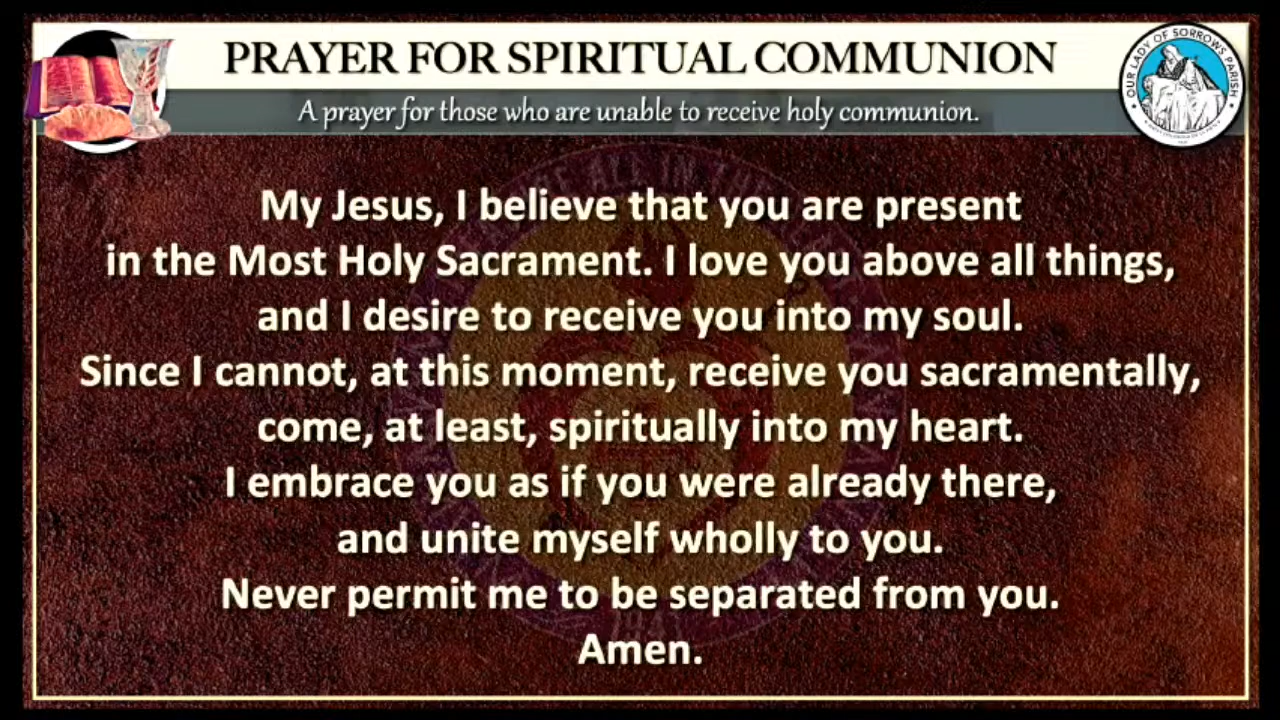 PRAYER FOR SPIRITUAL COMMUNION
A prayer for those who are unable to receive holy communion.
OUR LADY OF SORROWS PARISH
My Jesus, I believe that you are present
in the Most Holy Sacrament. I love you above all things,
and I desire to receive you into my soul.
Since I cannot, at this moment, receive you sacramentally,
come, at least, spiritually into my heart.
I embrace you as if you were already there,
and unite myself wholly to you.
Never permit me to be separated from you.
Amen.